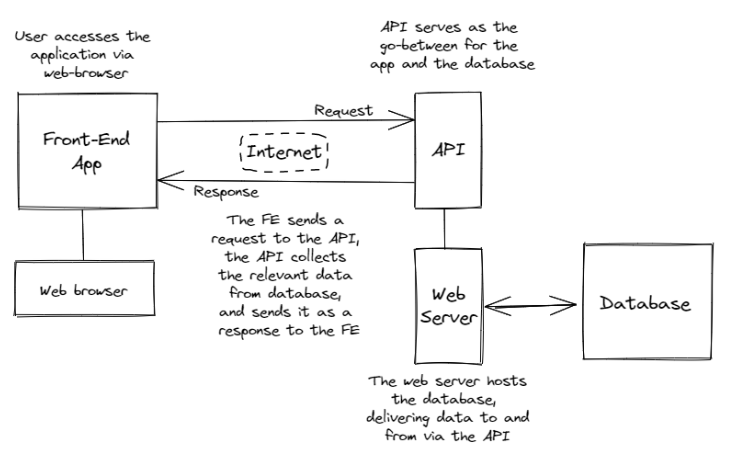 User accesses the
application via
web-browser
API serves as the
go-between for the
app and the database
Front-End
App
Request
Internet
Response
API
The FE sends a
request to the API,
the API collects
the relevant data
from database,
and sends it as a
response to the FE
Web browser
Web
Server
Database
The web server hosts
the database,
delivering data to and
from via the API